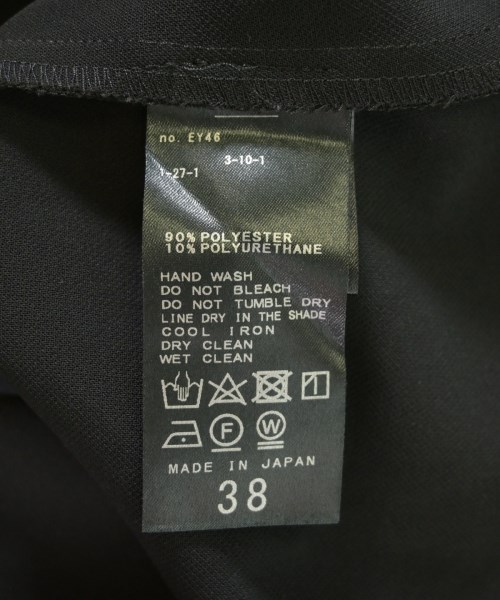 no. EY46
3-10-1
1-27-1
90% POLYESTER
10% POLYURETHANE
HAND WASH
DO NOT BLEACH
DO NOT TUMBLE DRY
LINE DRY IN THE SHADE
COOL IRON
DRY CLEAN
WET CLEAN
F W
MADE IN JAPAN
38